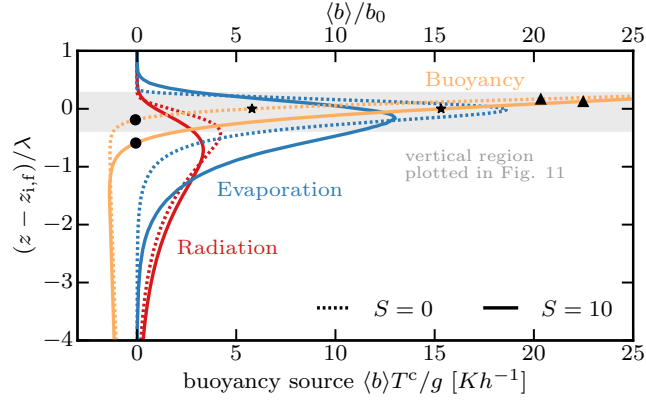 ⟨b⟩/b₀
0 5 10 15 20 25
1
0
−1
−2
−3
−4
(z − z_{i,f})/λ
Buoyancy
vertical region
plotted in Fig. 11
Evaporation
Radiation
S = 0 S = 10
0 5 10 15 20 25
buoyancy source ⟨b⟩T^c/g [Kh⁻¹]